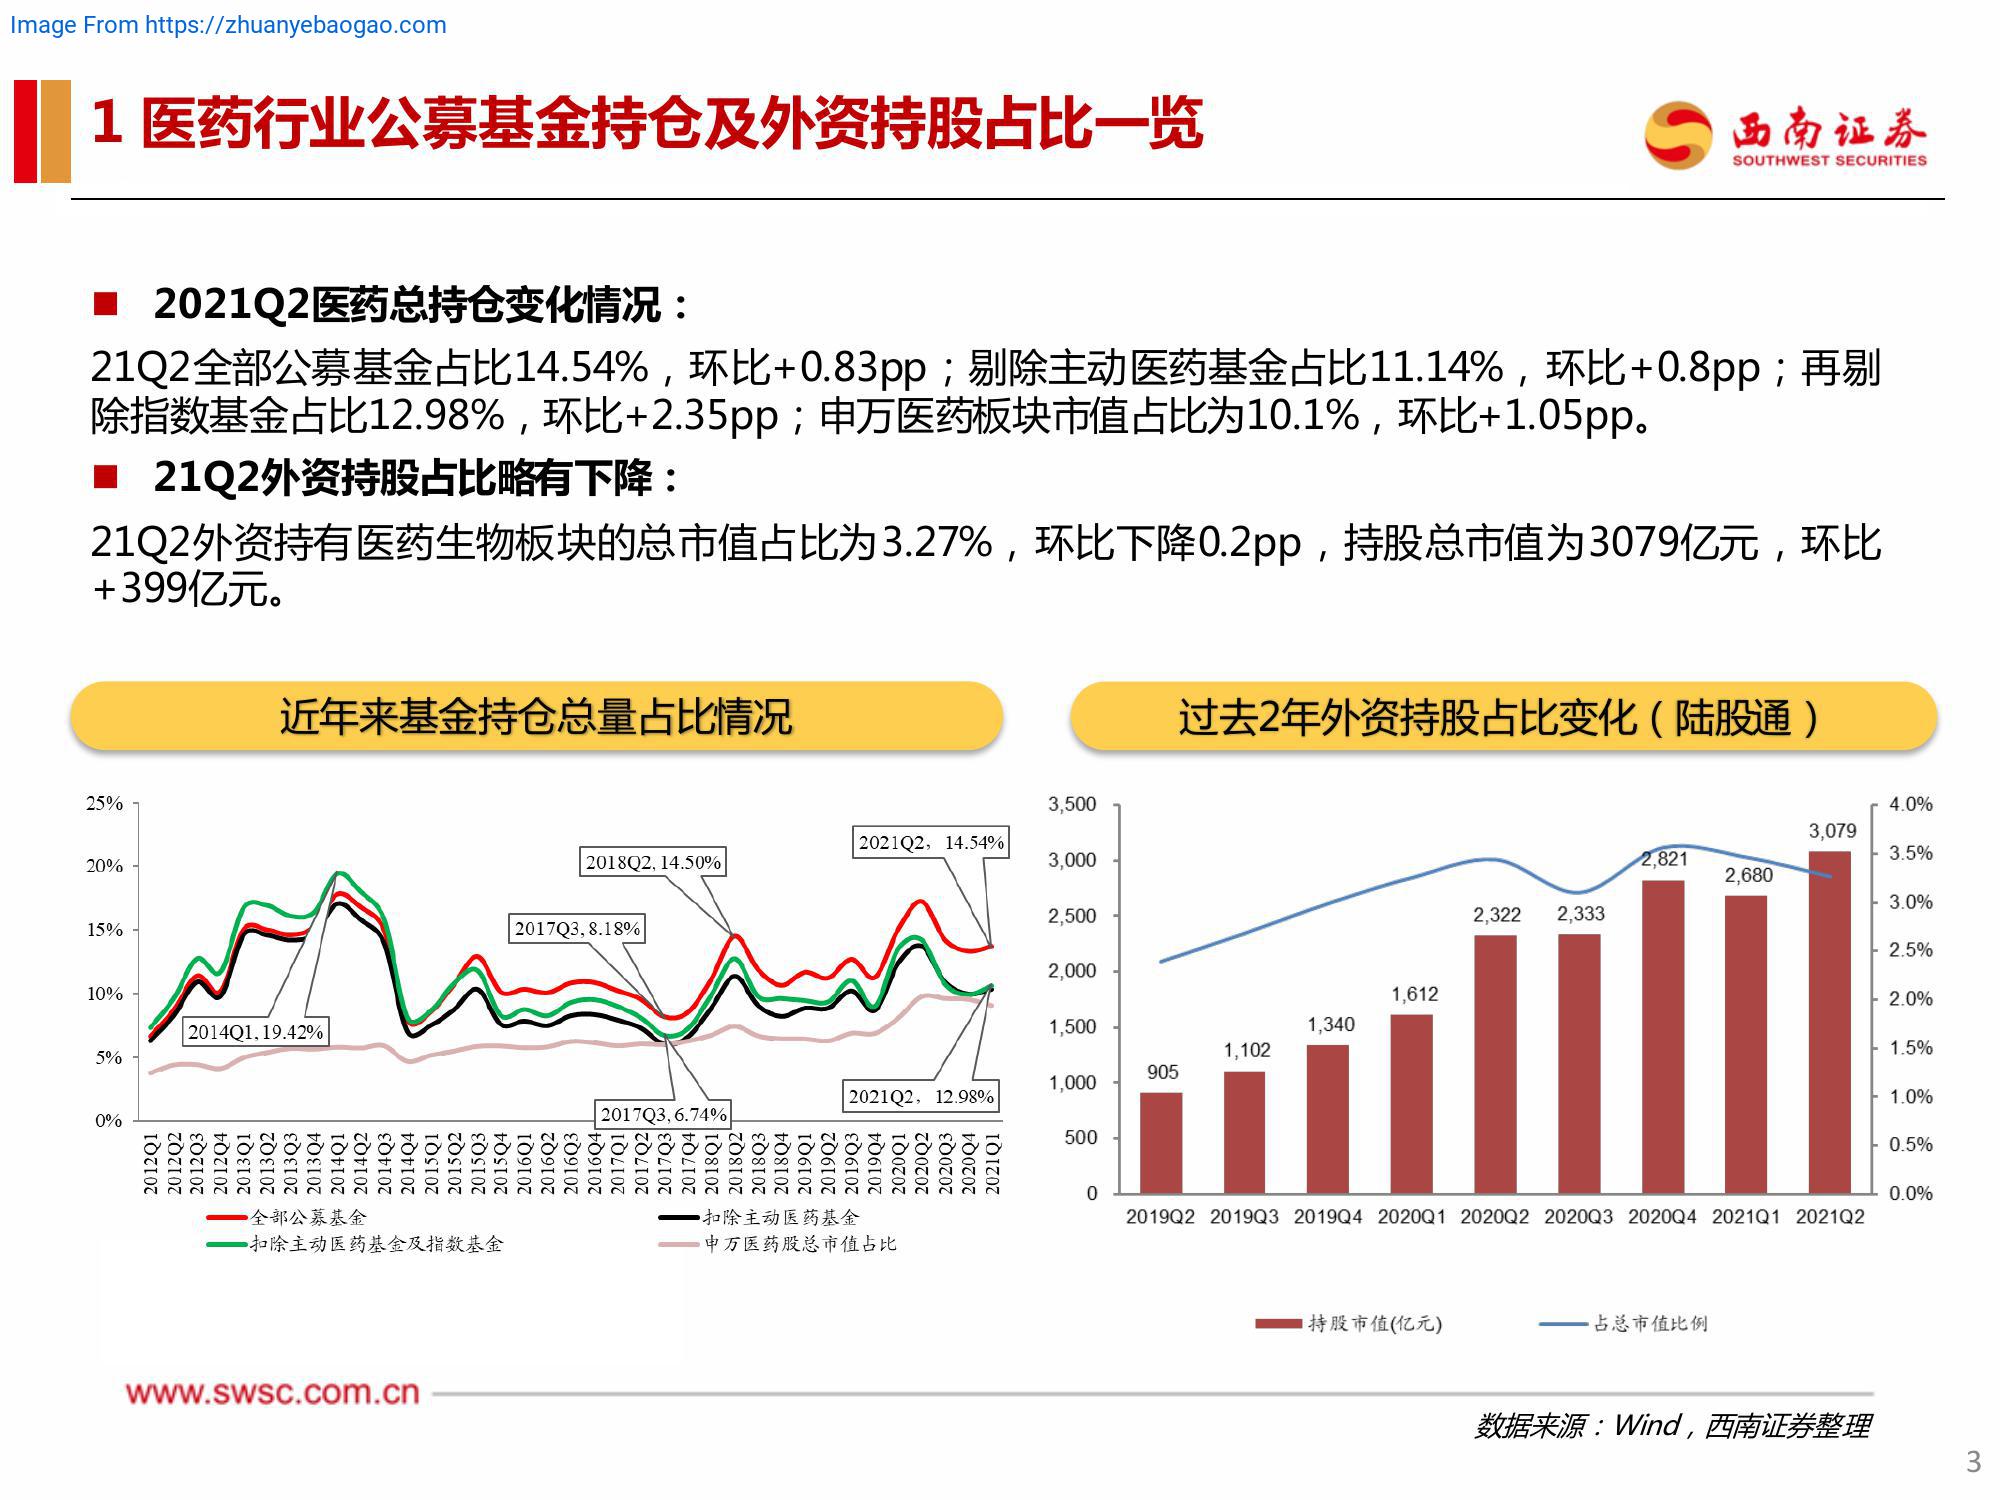 Image From https://zhuanyebaogao.com
1 医药行业公募基金持仓及外资持股占比一览
西南证券
SOUTHWEST SECURITIES
2021Q2医药总持仓变化情况：
21Q2全部公募基金占比14.54%，环比+0.83pp；剔除主动医药基金占比11.14%，环比+0.8pp；再剔
除指数基金占比12.98%，环比+2.35pp；申万医药板块市值占比为10.1%，环比+1.05pp。
21Q2外资持股占比略有下降：
21Q2外资持有医药生物板块的总市值占比为3.27%，环比下降0.2pp，持股总市值为3079亿元，环比
+399亿元。
近年来基金持仓总量占比情况
25%
20%
15%
10%
5%
0%
2021Q2，14.54%
2018Q2, 14.50%
2017Q3, 8.18%
2014Q1, 19.42%
2021Q2，12.98%
2017Q3, 6.74%
2012Q1 2012Q2 2012Q3 2012Q4 2013Q1 2013Q2 2013Q3 2013Q4 2014Q1 2014Q2 2014Q3 2014Q4 2015Q1 2015Q2 2015Q3 2015Q4 2016Q1 2016Q2 2016Q3 2016Q4 2017Q1 2017Q2 2017Q3 2017Q4 2018Q1 2018Q2 2018Q3 2018Q4 2019Q1 2019Q2 2019Q3 2019Q4 2020Q1 2020Q2 2020Q3 2020Q4 2021Q1
全部公募基金 扣除主动医药基金
扣除主动医药基金及指数基金 申万医药股总市值占比
过去2年外资持股占比变化（陆股通）
3,500
3,000
2,500
2,000
1,500
1,000
500
0
905
1,102
1,340
1,612
2,322
2,333
2,821
2,680
3,079
4.0%
3.5%
3.0%
2.5%
2.0%
1.5%
1.0%
0.5%
0.0%
2019Q2 2019Q3 2019Q4 2020Q1 2020Q2 2020Q3 2020Q4 2021Q1 2021Q2
持股市值(亿元) 占总市值比例
www.swsc.com.cn
数据来源：Wind，西南证券整理
3